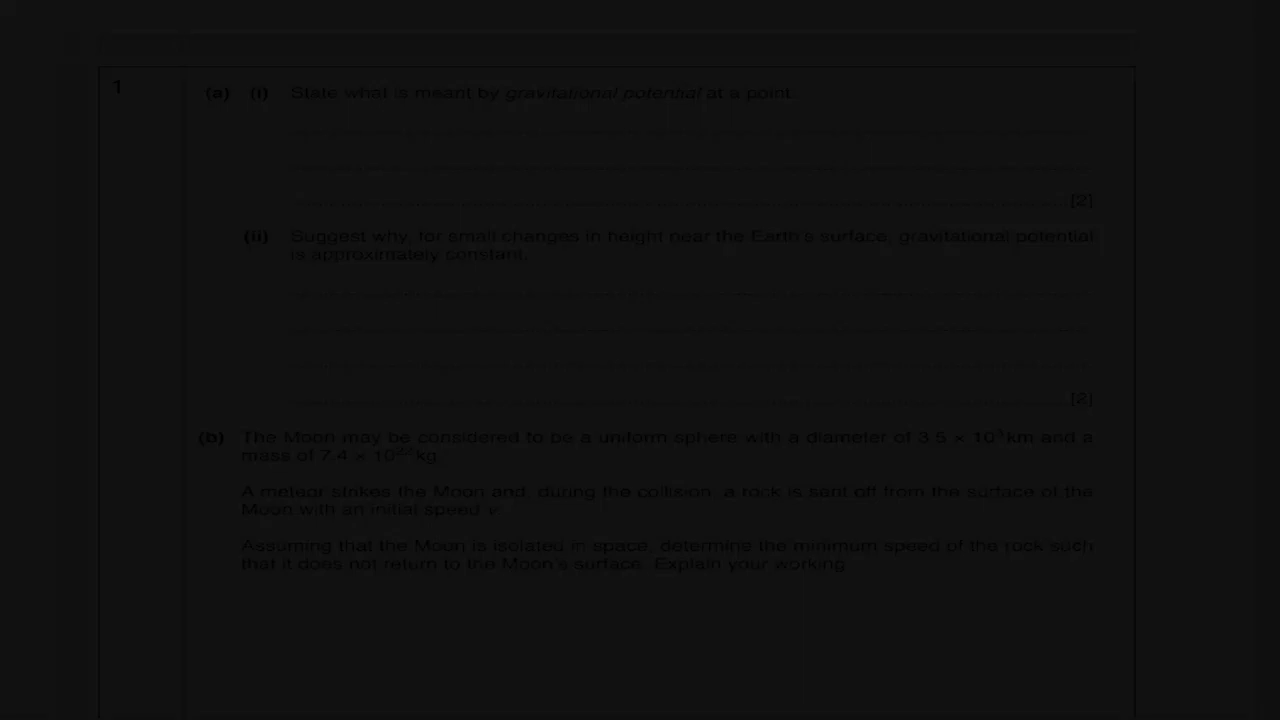 1
(a) (i) State what is meant by gravitational potential at a point.
[2]
(ii) Suggest why, for small changes in height near the Earth's surface, gravitational potential
is approximately constant.
[2]
(b) The Moon may be considered to be a uniform sphere with a diameter of 3.5 × 10³ km and a
mass of 7.4 × 10²² kg.
A meteor strikes the Moon and, during the collision, a rock is sent off from the surface of the
Moon with an initial speed v.
Assuming that the Moon is isolated in space, determine the minimum speed of the rock such
that it does not return to the Moon's surface. Explain your working.